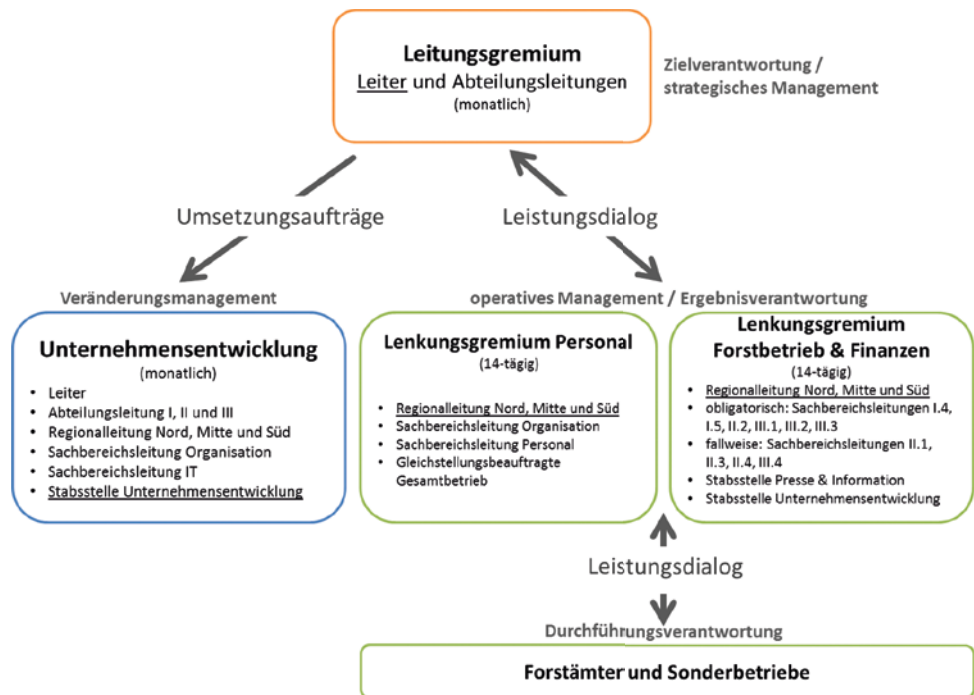 Leitungsgremium
Leiter und Abteilungsleitungen
(monatlich)
Zielverantwortung /
strategisches Management
Umsetzungsaufträge
Leistungsdialog
Veränderungsmanagement
operatives Management / Ergebnisverantwortung
Unternehmensentwicklung
(monatlich)
• Leiter
• Abteilungsleitung I, II und III
• Regionalleitung Nord, Mitte und Süd
• Sachbereichsleitung Organisation
• Sachbereichsleitung IT
• Stabsstelle Unternehmensentwicklung
Lenkungsgremium Personal
(14-tägig)
• Regionalleitung Nord, Mitte und Süd
• Sachbereichsleitung Organisation
• Sachbereichsleitung Personal
• Gleichstellungsbeauftragte
Gesamtbetrieb
Lenkungsgremium
Forstbetrieb & Finanzen
(14-tägig)
• Regionalleitung Nord, Mitte und Süd
• obligatorisch: Sachbereichsleitungen I.4,
I.5, II.2, III.1, III.2, III.3
• fallweise: Sachbereichsleitungen II.1,
II.3, II.4, III.4
• Stabsstelle Presse & Information
• Stabsstelle Unternehmensentwicklung
Leistungsdialog
Durchführungsverantwortung
Forstämter und Sonderbetriebe